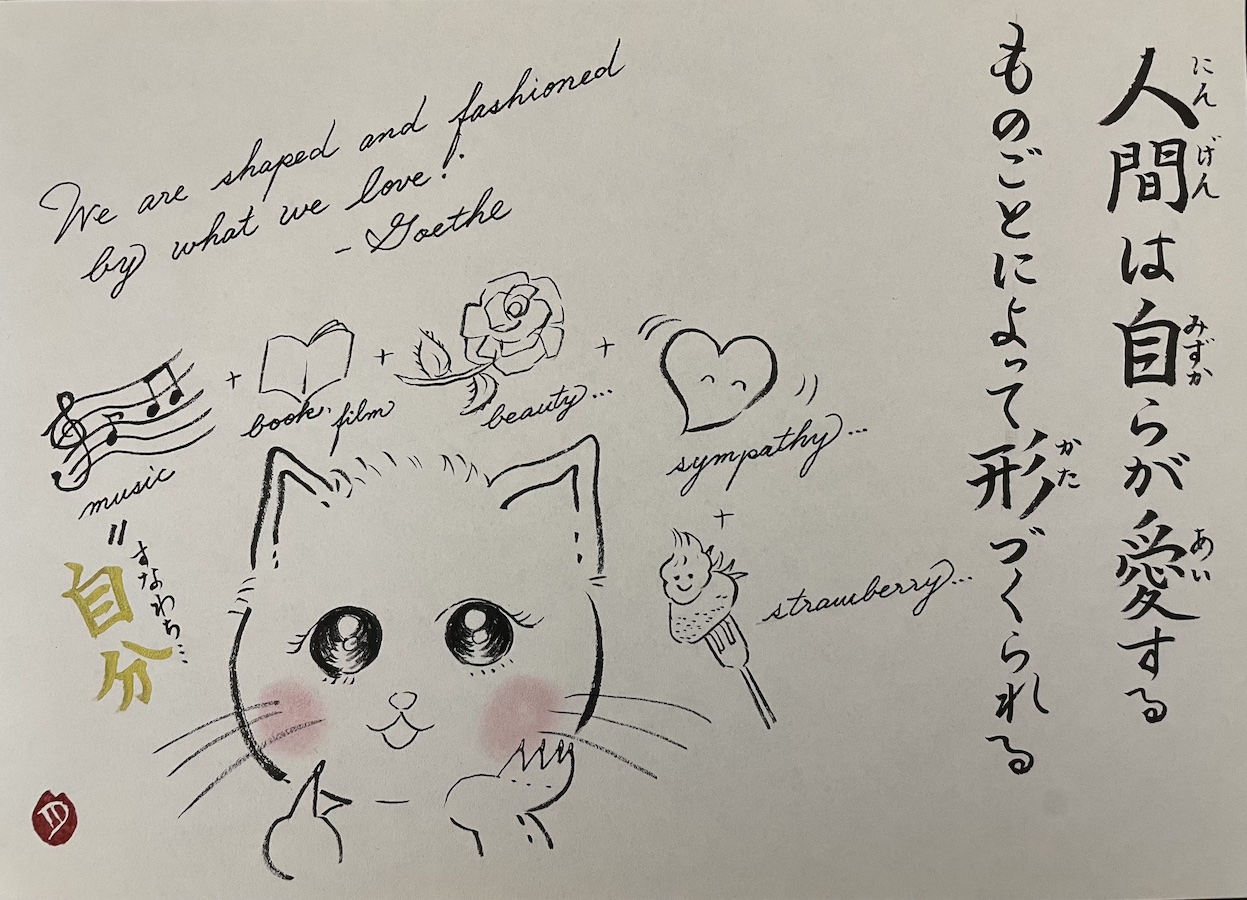 人間は自らが愛する
にんげん
みずか
あい
ものごとによって形づくられる
かた
We are shaped and fashioned
by what we love!
- Goethe
music
+
book, film
+
beauty...
+
sympathy...
+
strawberry...
=
すなわち...
自分